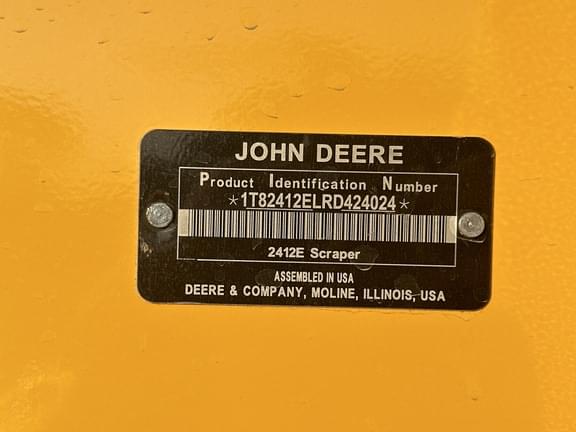 JOHN DEERE
Product Identification Number
*1T82412ELRD424024*
2412E Scraper
ASSEMBLED IN USA
DEERE & COMPANY, MOLINE, ILLINOIS, USA